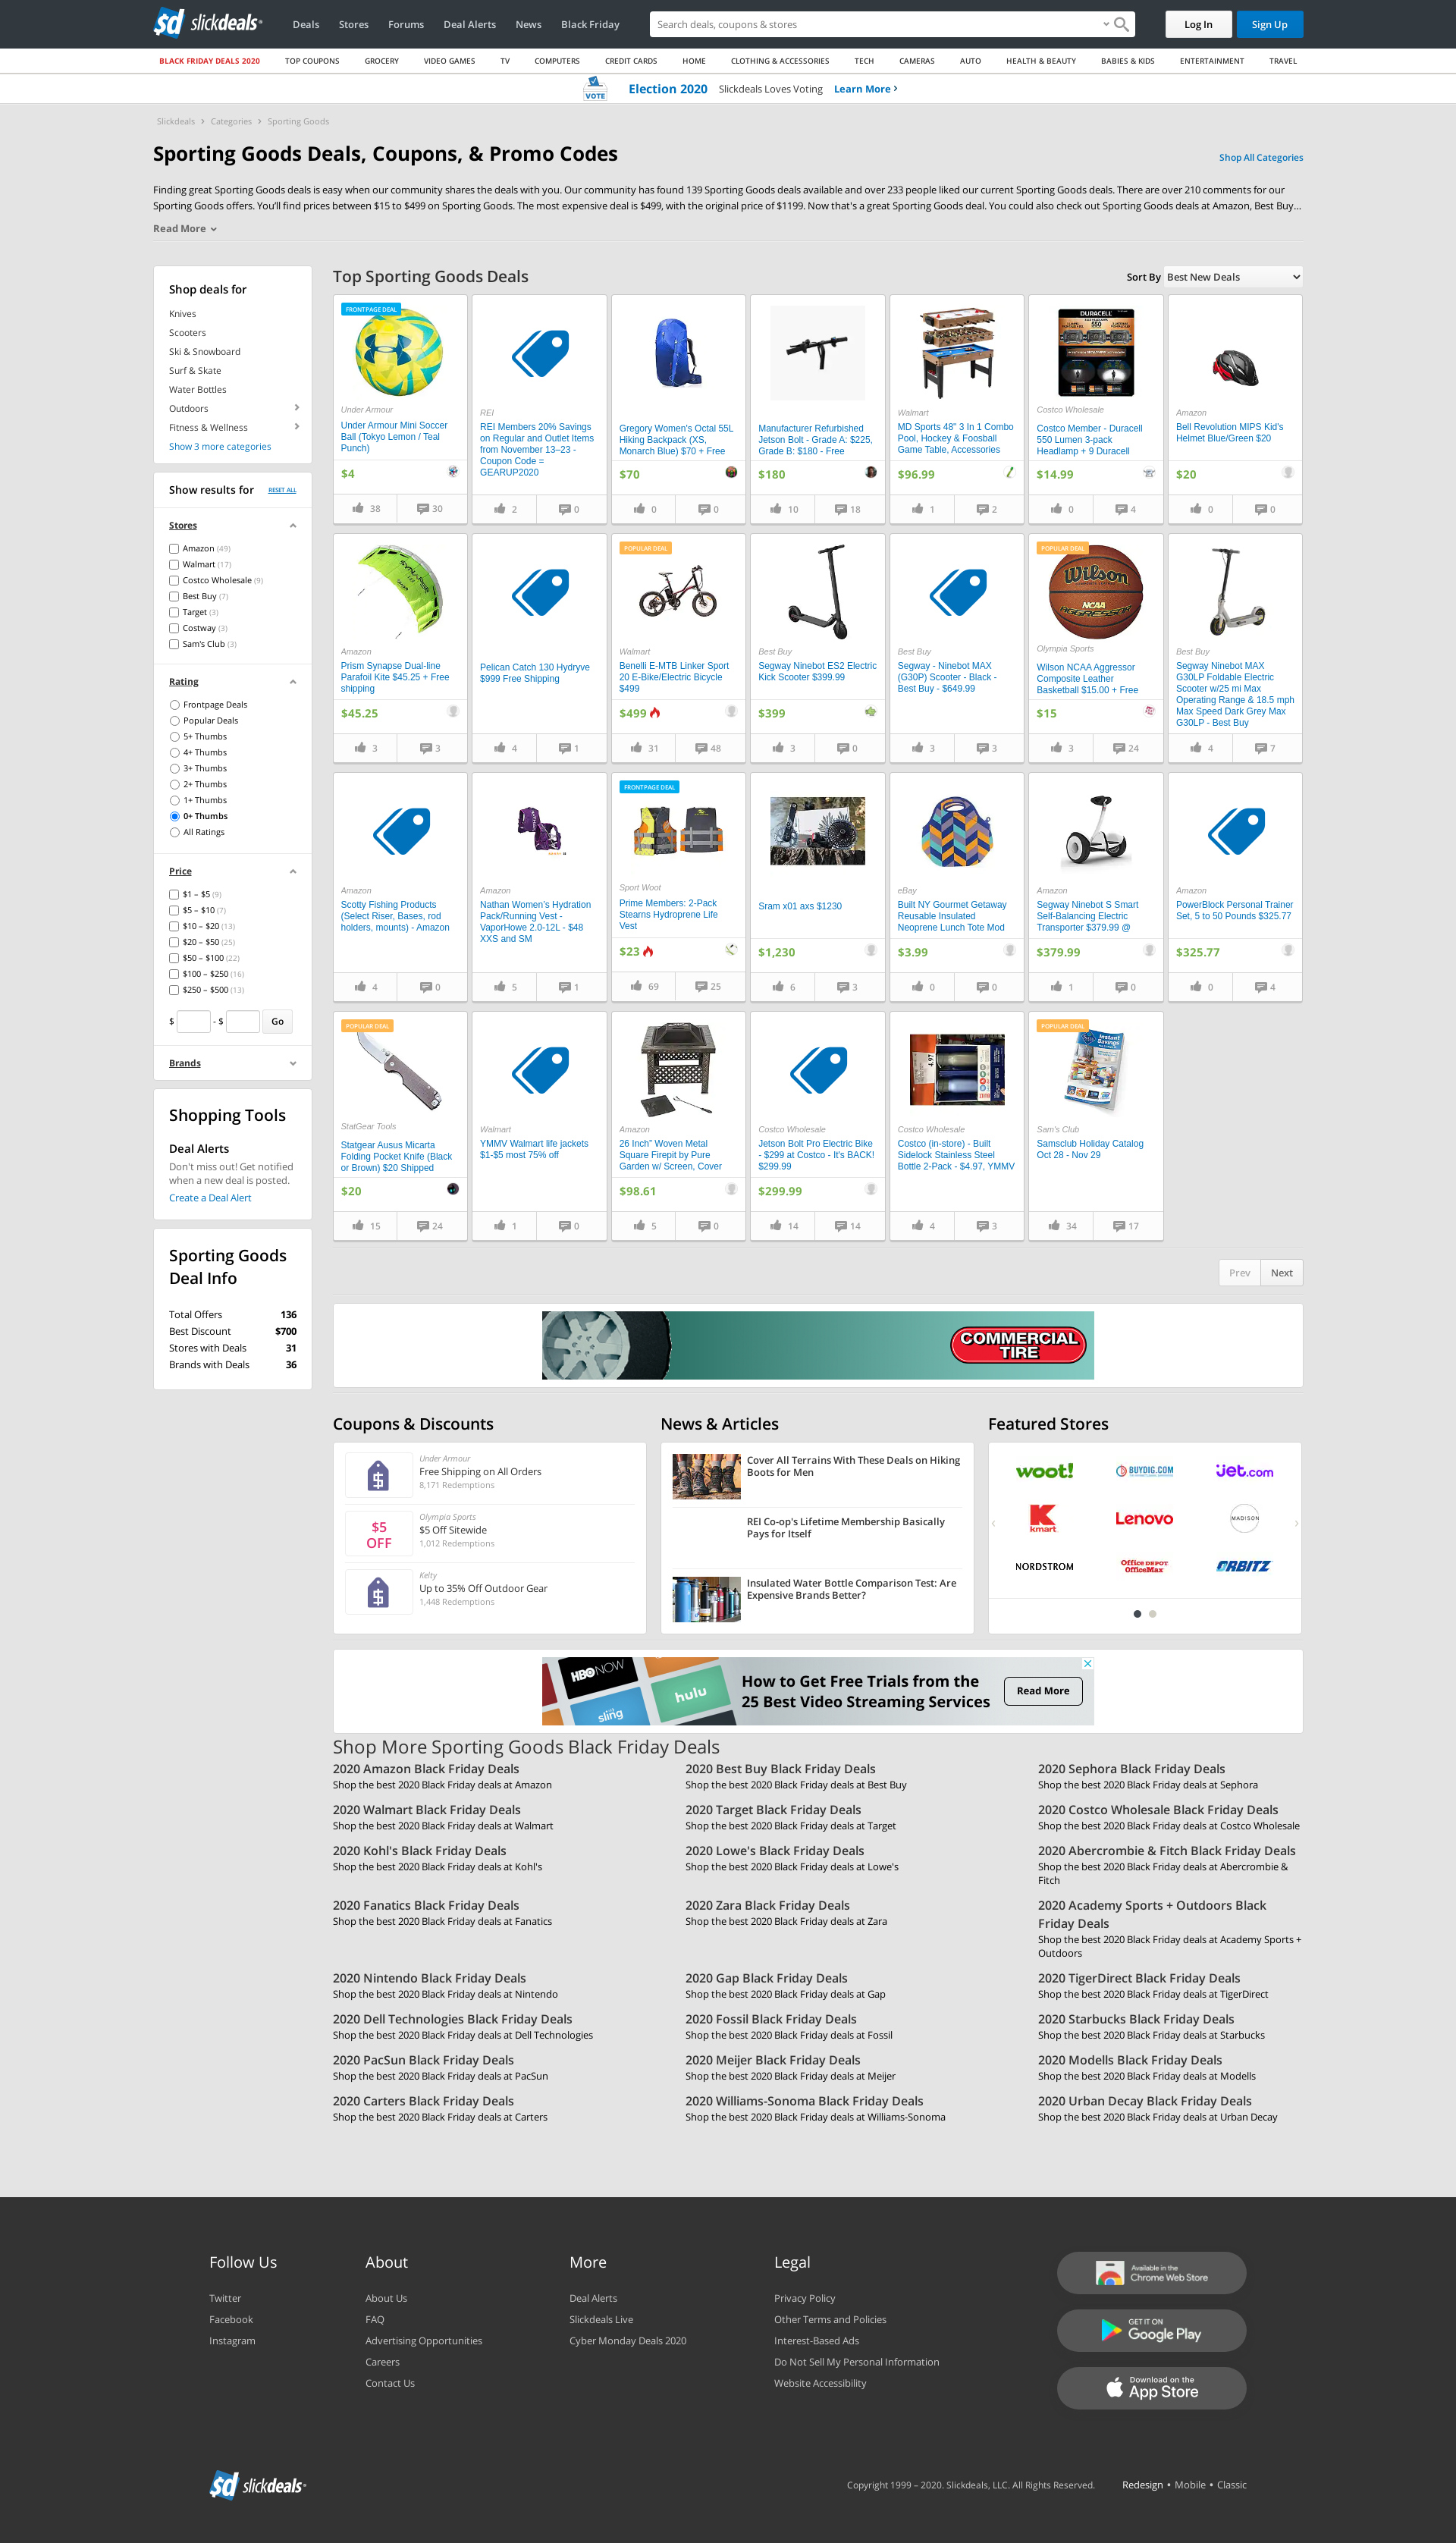 sd slickdeals
Deals Stores Forums Deal Alerts News Black Friday
Search deals, coupons & stores
Log In Sign Up
BLACK FRIDAY DEALS 2020 TOP COUPONS GROCERY VIDEO GAMES TV COMPUTERS CREDIT CARDS HOME CLOTHING & ACCESSORIES TECH CAMERAS AUTO HEALTH & BEAUTY BABIES & KIDS ENTERTAINMENT TRAVEL
VOTE Election 2020 Slickdeals Loves Voting Learn More
Slickdeals Categories Sporting Goods
Sporting Goods Deals, Coupons, & Promo Codes
Shop All Categories
Finding great Sporting Goods deals is easy when our community shares the deals with you. Our community has found 139 Sporting Goods deals available and over 233 people liked our current Sporting Goods deals. There are over 210 comments for our
Sporting Goods offers. You'll find prices between $15 to $499 on Sporting Goods. The most expensive deal is $499, with the original price of $1199. Now that's a great Sporting Goods deal. You could also check out Sporting Goods deals at Amazon, Best Buy...
Read More
Shop deals for
Knives
Scooters
Ski & Snowboard
Surf & Skate
Water Bottles
Outdoors
Fitness & Wellness
Show 3 more categories
Show results for RESET ALL
Stores
Amazon (49)
Walmart (17)
Costco Wholesale (9)
Best Buy (7)
Target (3)
Costway (3)
Sam's Club (3)
Rating
Frontpage Deals
Popular Deals
5+ Thumbs
4+ Thumbs
3+ Thumbs
2+ Thumbs
1+ Thumbs
0+ Thumbs
All Ratings
Price
$1 – $5 (9)
$5 – $10 (7)
$10 – $20 (13)
$20 – $50 (25)
$50 – $100 (22)
$100 – $250 (16)
$250 – $500 (13)
$ - $ Go
Brands
Shopping Tools
Deal Alerts
Don't miss out! Get notified
when a new deal is posted.
Create a Deal Alert
Sporting Goods
Deal Info
Total Offers 136
Best Discount $700
Stores with Deals 31
Brands with Deals 36
Top Sporting Goods Deals
Sort By Best New Deals
FRONTPAGE DEAL
Under Armour
Under Armour Mini Soccer
Ball (Tokyo Lemon / Teal
Punch)
$4
38 30
REI
REI Members 20% Savings
on Regular and Outlet Items
from November 13–23 -
Coupon Code =
GEARUP2020
2 0
Gregory Women's Octal 55L
Hiking Backpack (XS,
Monarch Blue) $70 + Free
$70
0 0
Manufacturer Refurbished
Jetson Bolt - Grade A: $225,
Grade B: $180 - Free
$180
10 18
Walmart
MD Sports 48" 3 In 1 Combo
Pool, Hockey & Foosball
Game Table, Accessories
$96.99
1 2
DURACELL
550
Costco Wholesale
Costco Member - Duracell
550 Lumen 3-pack
Headlamp + 9 Duracell
$14.99
0 4
Amazon
Bell Revolution MIPS Kid's
Helmet Blue/Green $20
$20
0 0
SYNAPSE
Amazon
Prism Synapse Dual-line
Parafoil Kite $45.25 + Free
shipping
$45.25
3 3
Pelican Catch 130 Hydryve
$999 Free Shipping
4 1
POPULAR DEAL
Walmart
Benelli E-MTB Linker Sport
20 E-Bike/Electric Bicycle
$499
$499
31 48
Best Buy
Segway Ninebot ES2 Electric
Kick Scooter $399.99
$399
3 0
Best Buy
Segway - Ninebot MAX
(G30P) Scooter - Black -
Best Buy - $649.99
3 3
POPULAR DEAL
Wilson
NCAA
AGGRESSOR
Olympia Sports
Wilson NCAA Aggressor
Composite Leather
Basketball $15.00 + Free
$15
3 24
Best Buy
Segway Ninebot MAX
G30LP Foldable Electric
Scooter w/25 mi Max
Operating Range & 18.5 mph
Max Speed Dark Grey Max
G30LP - Best Buy
4 7
Amazon
Scotty Fishing Products
(Select Riser, Bases, rod
holders, mounts) - Amazon
4 0
Amazon
Nathan Women's Hydration
Pack/Running Vest -
VaporHowe 2.0-12L - $48
XXS and SM
5 1
FRONTPAGE DEAL
Sport Woot
Prime Members: 2-Pack
Stearns Hydroprene Life
Vest
$23
69 25
Sram x01 axs $1230
$1,230
6 3
eBay
Built NY Gourmet Getaway
Reusable Insulated
Neoprene Lunch Tote Mod
$3.99
0 0
Amazon
Segway Ninebot S Smart
Self-Balancing Electric
Transporter $379.99 @
$379.99
1 0
Amazon
PowerBlock Personal Trainer
Set, 5 to 50 Pounds $325.77
$325.77
0 4
POPULAR DEAL
StatGear Tools
Statgear Ausus Micarta
Folding Pocket Knife (Black
or Brown) $20 Shipped
$20
15 24
Walmart
YMMV Walmart life jackets
$1-$5 most 75% off
1 0
Amazon
26 Inch" Woven Metal
Square Firepit by Pure
Garden w/ Screen, Cover
$98.61
5 0
Costco Wholesale
Jetson Bolt Pro Electric Bike
- $299 at Costco - It's BACK!
$299.99
$299.99
14 14
4.97
Costco Wholesale
Costco (in-store) - Built
Sidelock Stainless Steel
Bottle 2-Pack - $4.97, YMMV
4 3
POPULAR DEAL
Instant
Savings
Sam's Club
Samsclub Holiday Catalog
Oct 28 - Nov 29
34 17
Prev Next
COMMERCIAL
TIRE
Coupons & Discounts
Under Armour
Free Shipping on All Orders
8,171 Redemptions
$5
OFF
Olympia Sports
$5 Off Sitewide
1,012 Redemptions
Kelty
Up to 35% Off Outdoor Gear
1,448 Redemptions
News & Articles
Cover All Terrains With These Deals on Hiking
Boots for Men
REI Co-op's Lifetime Membership Basically
Pays for Itself
Insulated Water Bottle Comparison Test: Are
Expensive Brands Better?
Featured Stores
woot! BUYDIG.COM jet.com
kmart Lenovo MADISON
NORDSTROM Office DEPOT OfficeMax ORBITZ
HBO NOW
hulu
sling
How to Get Free Trials from the
25 Best Video Streaming Services
Read More
Shop More Sporting Goods Black Friday Deals
2020 Amazon Black Friday Deals
Shop the best 2020 Black Friday deals at Amazon
2020 Best Buy Black Friday Deals
Shop the best 2020 Black Friday deals at Best Buy
2020 Sephora Black Friday Deals
Shop the best 2020 Black Friday deals at Sephora
2020 Walmart Black Friday Deals
Shop the best 2020 Black Friday deals at Walmart
2020 Target Black Friday Deals
Shop the best 2020 Black Friday deals at Target
2020 Costco Wholesale Black Friday Deals
Shop the best 2020 Black Friday deals at Costco Wholesale
2020 Kohl's Black Friday Deals
Shop the best 2020 Black Friday deals at Kohl's
2020 Lowe's Black Friday Deals
Shop the best 2020 Black Friday deals at Lowe's
2020 Abercrombie & Fitch Black Friday Deals
Shop the best 2020 Black Friday deals at Abercrombie &
Fitch
2020 Fanatics Black Friday Deals
Shop the best 2020 Black Friday deals at Fanatics
2020 Zara Black Friday Deals
Shop the best 2020 Black Friday deals at Zara
2020 Academy Sports + Outdoors Black
Friday Deals
Shop the best 2020 Black Friday deals at Academy Sports +
Outdoors
2020 Nintendo Black Friday Deals
Shop the best 2020 Black Friday deals at Nintendo
2020 Gap Black Friday Deals
Shop the best 2020 Black Friday deals at Gap
2020 TigerDirect Black Friday Deals
Shop the best 2020 Black Friday deals at TigerDirect
2020 Dell Technologies Black Friday Deals
Shop the best 2020 Black Friday deals at Dell Technologies
2020 Fossil Black Friday Deals
Shop the best 2020 Black Friday deals at Fossil
2020 Starbucks Black Friday Deals
Shop the best 2020 Black Friday deals at Starbucks
2020 PacSun Black Friday Deals
Shop the best 2020 Black Friday deals at PacSun
2020 Meijer Black Friday Deals
Shop the best 2020 Black Friday deals at Meijer
2020 Modells Black Friday Deals
Shop the best 2020 Black Friday deals at Modells
2020 Carters Black Friday Deals
Shop the best 2020 Black Friday deals at Carters
2020 Williams-Sonoma Black Friday Deals
Shop the best 2020 Black Friday deals at Williams-Sonoma
2020 Urban Decay Black Friday Deals
Shop the best 2020 Black Friday deals at Urban Decay
Follow Us
Twitter
Facebook
Instagram
About
About Us
FAQ
Advertising Opportunities
Careers
Contact Us
More
Deal Alerts
Slickdeals Live
Cyber Monday Deals 2020
Legal
Privacy Policy
Other Terms and Policies
Interest-Based Ads
Do Not Sell My Personal Information
Website Accessibility
Available in the
Chrome Web Store
GET IT ON
Google Play
Download on the
App Store
sd slickdeals
Copyright 1999 – 2020. Slickdeals, LLC. All Rights Reserved. Redesign • Mobile • Classic